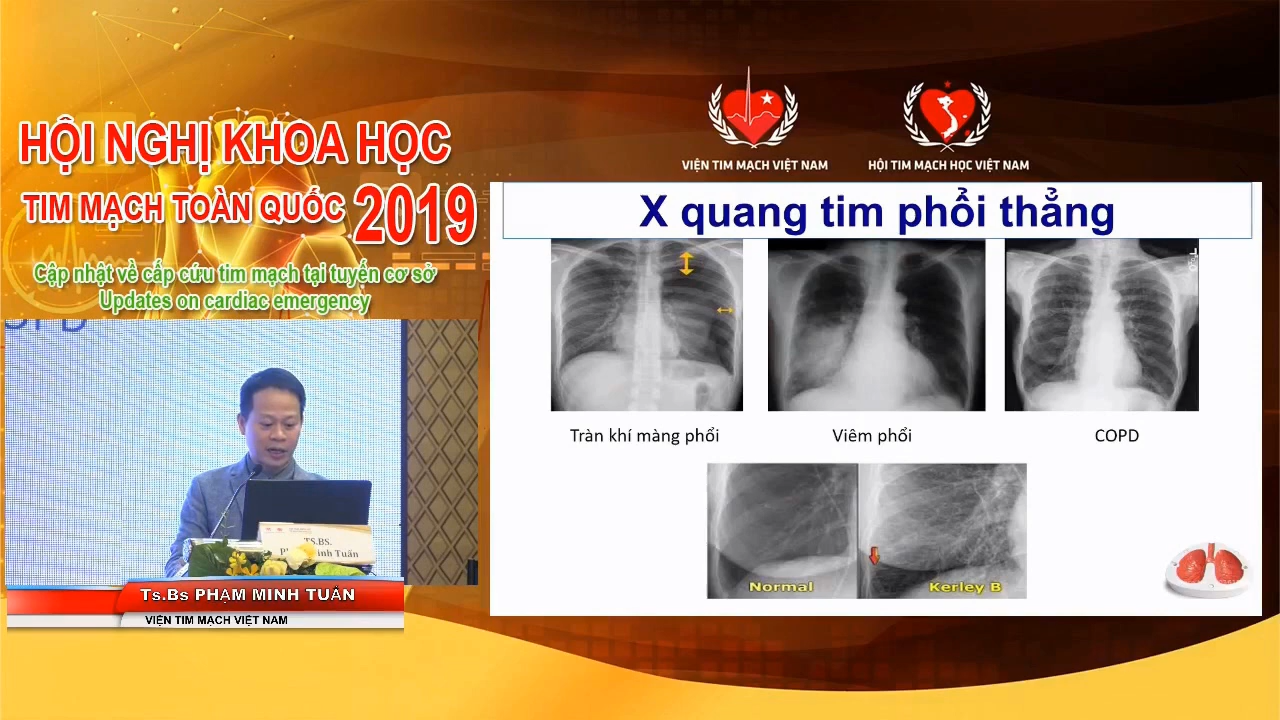 HỘI NGHỊ KHOA HỌC
TIM MẠCH TOÀN QUỐC 2019
Cập nhật về cấp cứu tim mạch tại tuyến cơ sở
Updates on cardiac emergency
VIỆN TIM MẠCH VIỆT NAM
HỘI TIM MẠCH HỌC VIỆT NAM
X quang tim phổi thẳng
Tràn khí màng phổi
Viêm phổi
COPD
Normal
Kerley B
TS.BS.
Minh Tuấn
Ts.Bs PHẠM MINH TUẤN
VIỆN TIM MẠCH VIỆT NAM